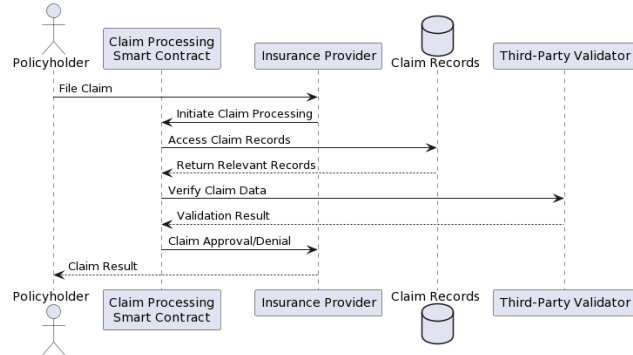 Policyholder
Claim Processing
Smart Contract
Insurance Provider
Claim Records
Third-Party Validator
File Claim
Initiate Claim Processing
Access Claim Records
Return Relevant Records
Verify Claim Data
Validation Result
Claim Approval/Denial
Claim Result
Policyholder
Claim Processing
Smart Contract
Insurance Provider
Claim Records
Third-Party Validator